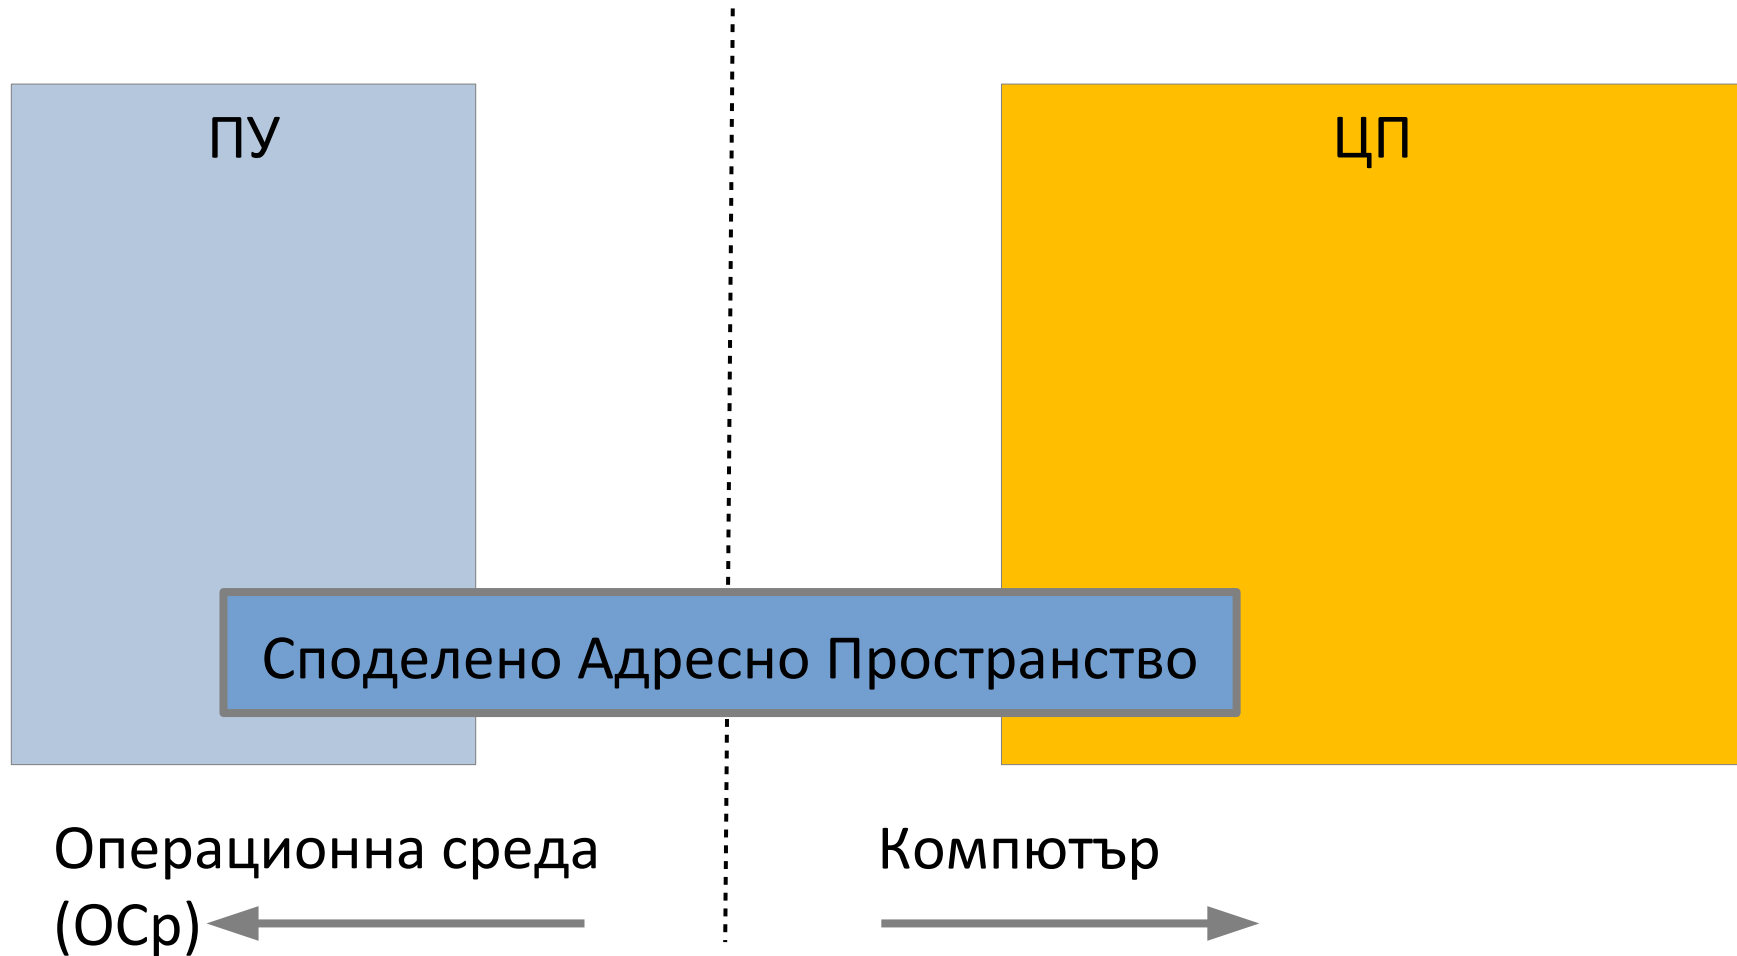 ПУ
ЦП
Споделено Адресно Пространство
Операционна среда
(ОСр)
Компютър